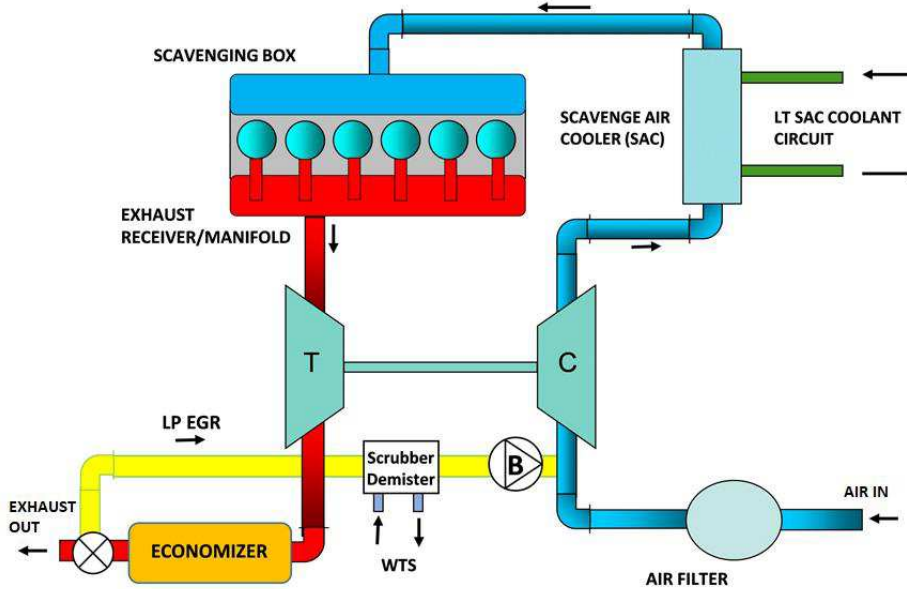 SCAVENGING BOX
SCAVENGE AIR
COOLER (SAC)
LT SAC COOLANT
CIRCUIT
EXHAUST
RECEIVER/MANIFOLD
T
C
LP EGR
Scrubber
Demister
B
EXHAUST
OUT
ECONOMIZER
WTS
AIR IN
AIR FILTER